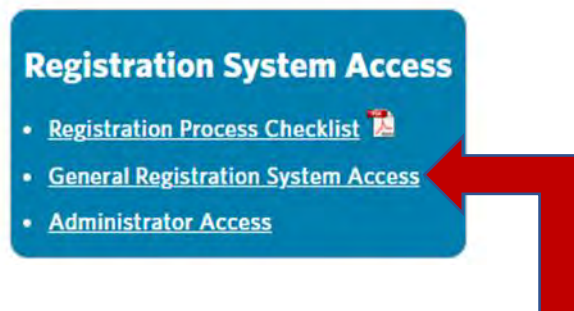 Registration System Access
• Registration Process Checklist
• General Registration System Access
• Administrator Access